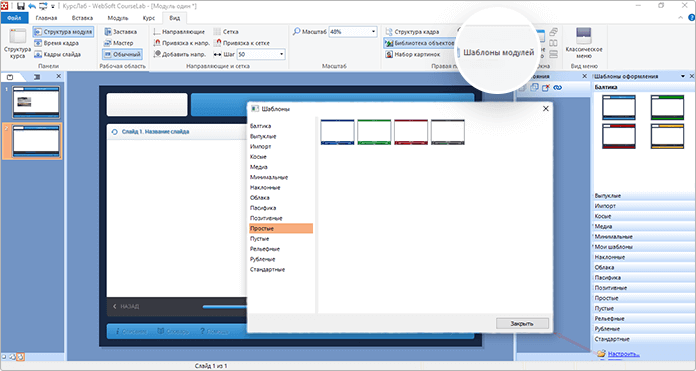 КурсЛаб - WebSoft CourseLab - [Модуль один *]
Файл Главная Вставка Модуль Курс Вид
Структура курса
Структура модуля
Время кадра
Кадры слайда
Панели
Заставка
Мастер
Обычный
Рабочая область
Направляющие
Привязка к напр.
Добавить напр.
Сетка
Привязка к сетке
Шаг 50
Направляющие и сетка
Масштаб 48%
Масштаб
Структура кадра
Библиотека объектов
Набор картинок
Шаблоны модулей
Классическое меню
Вид меню
Слайд 1. Название слайда
НАЗАД
Шаблоны
Балтика
Выпуклые
Импорт
Косые
Медиа
Минимальные
Наклонные
Облака
Пасифика
Позитивные
Простые
Пустые
Рельефные
Рубленые
Стандартные
Закрыть
Шаблоны оформления
Балтика
Выпуклые
Импорт
Косые
Медиа
Минимальные
Мои шаблоны
Наклонные
Облака
Пасифика
Позитивные
Простые
Пустые
Рельефные
Рубленые
Стандартные
Настроить...
Слайд 1 из 1